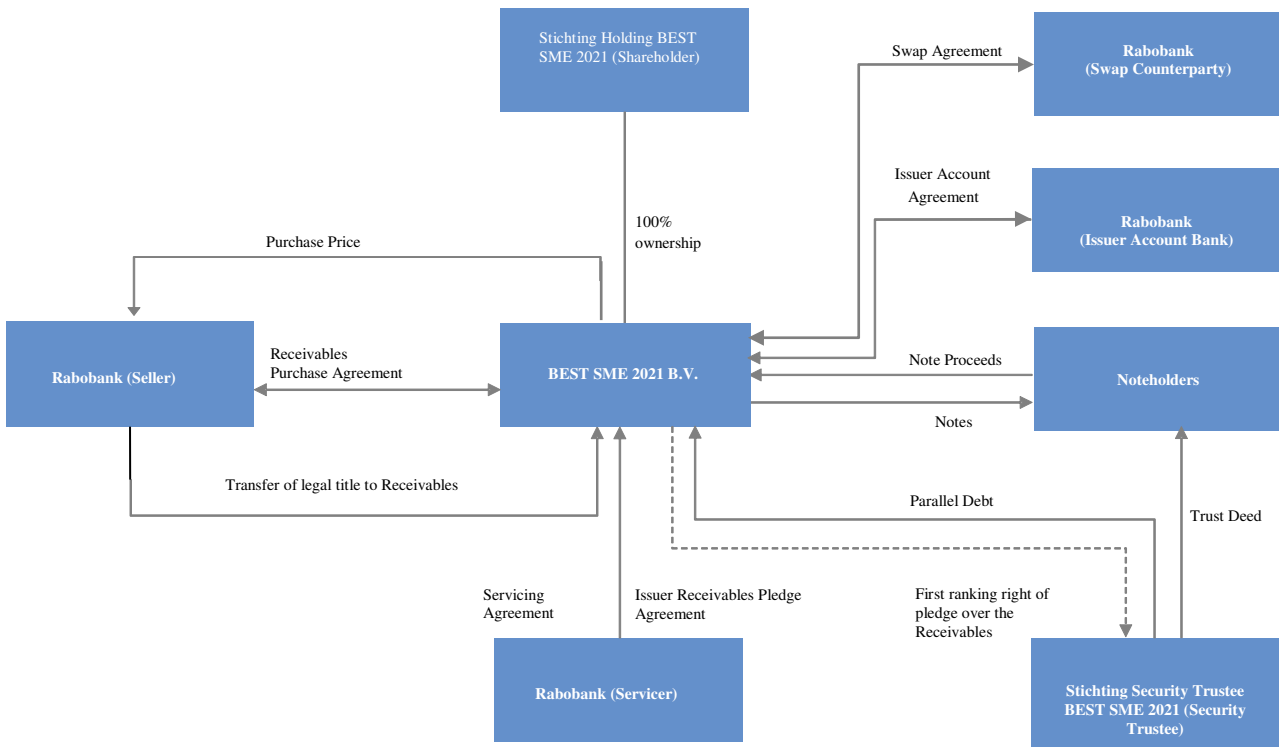 Stichting Holding BEST
SME 2021 (Shareholder)
Swap Agreement
Rabobank
(Swap Counterparty)
Issuer Account
Agreement
Rabobank
(Issuer Account Bank)
100%
ownership
Purchase Price
Rabobank (Seller)
Receivables
Purchase Agreement
BEST SME 2021 B.V.
Note Proceeds
Noteholders
Notes
Transfer of legal title to Receivables
Parallel Debt
Trust Deed
Servicing
Agreement
Issuer Receivables Pledge
Agreement
First ranking right of
pledge over the
Receivables
Rabobank (Servicer)
Stichting Security Trustee
BEST SME 2021 (Security
Trustee)